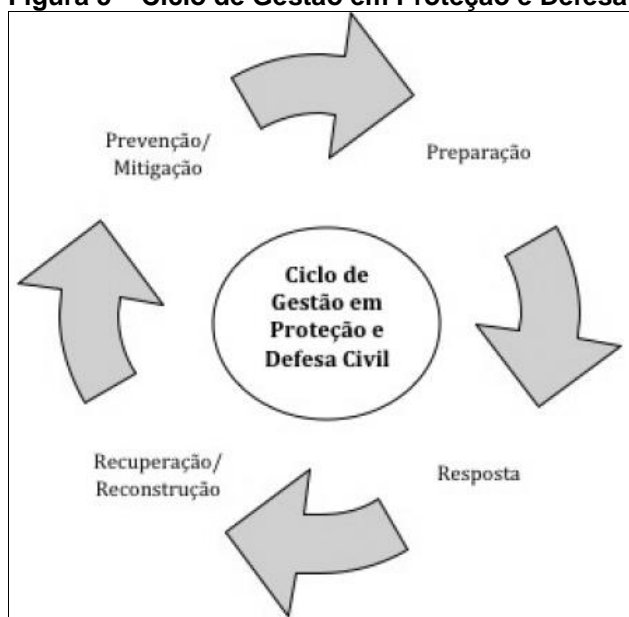 Figura – Ciclo de Gestão em Proteção e Defesa
Prevenção/
Mitigação
Preparação
Ciclo de
Gestão em
Proteção e
Defesa Civil
Recuperação/
Reconstrução
Resposta